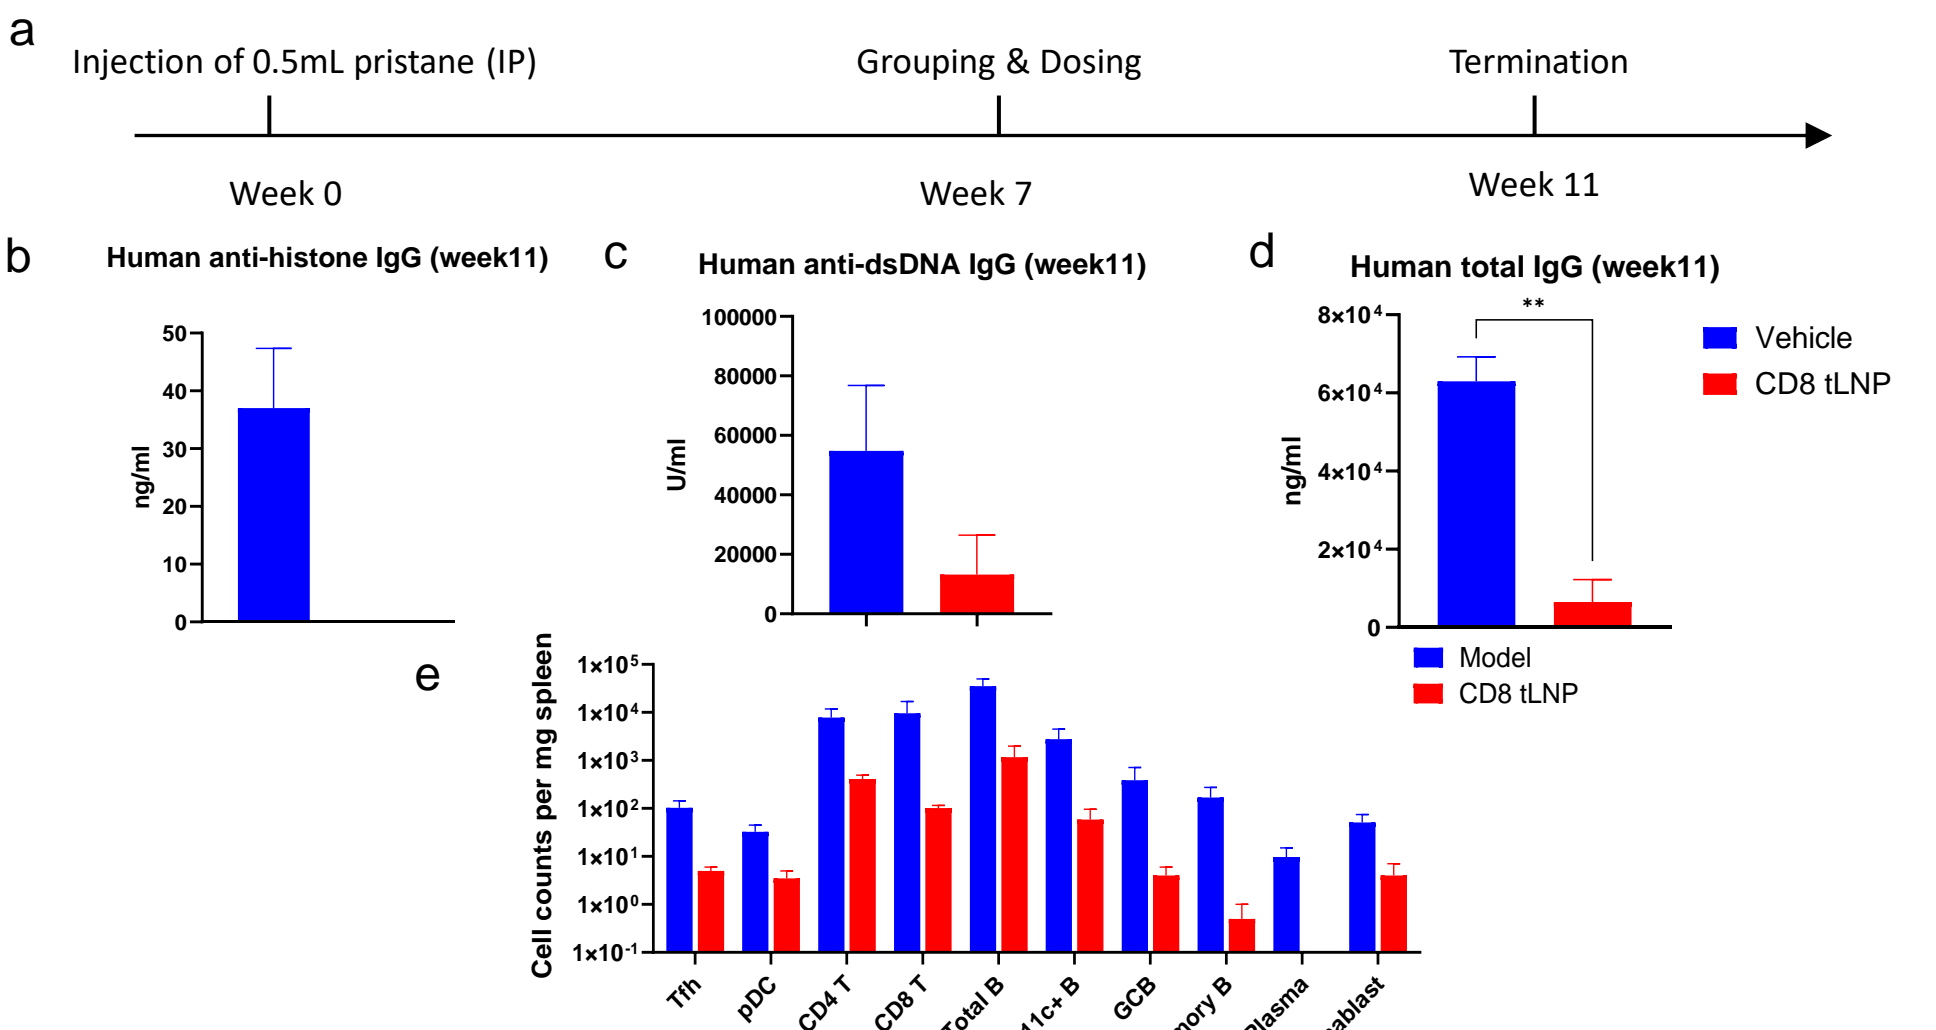 a
Injection of 0.5mL pristane (IP)
Grouping & Dosing
Termination
Week 0
Week 7
Week 11
b
Human anti-histone IgG (week11)
ng/ml
50
40
30
20
10
0
c
Human anti-dsDNA IgG (week11)
U/ml
100000
80000
60000
40000
20000
0
d
Human total IgG (week11)
**
ng/ml
8×10⁴
6×10⁴
4×10⁴
2×10⁴
0
Vehicle
CD8 tLNP
e
Cell counts per mg spleen
1×10⁵
1×10⁴
1×10³
1×10²
1×10¹
1×10⁰
1×10⁻¹
Model
CD8 tLNP
Tfh
pDC
CD4 T
CD8 T
Total B
11c+ B
GCB
mory B
Plasma
nablast